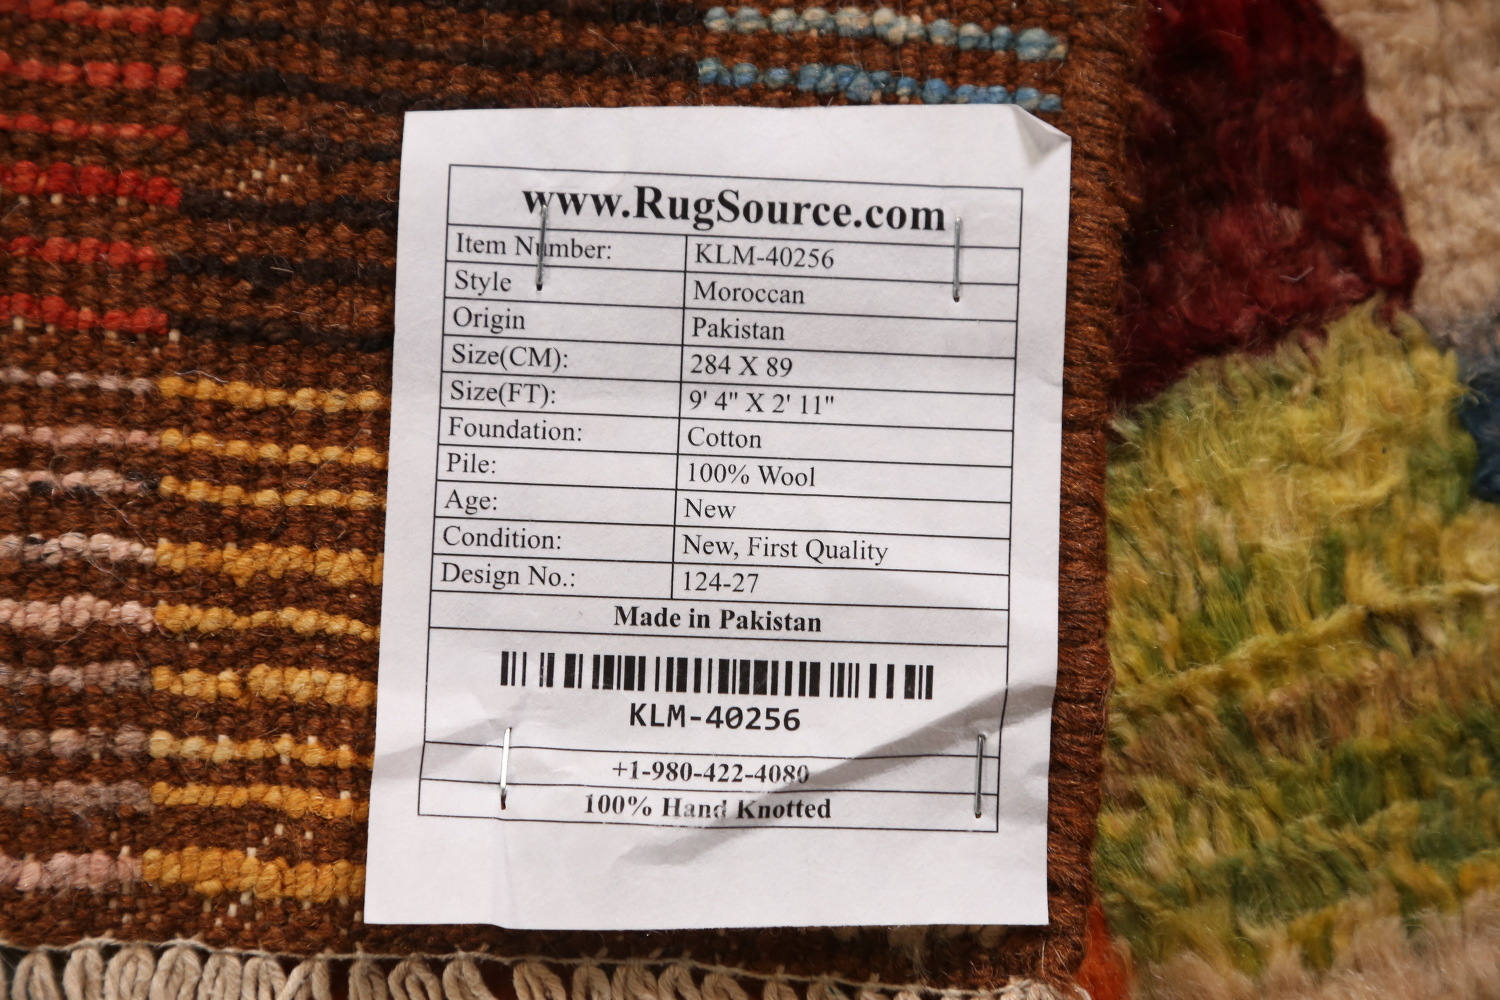 www.RugSource.com
Item Number: KLM-40256
Style Moroccan
Origin Pakistan
Size(CM): 284 X 89
Size(FT): 9' 4" X 2' 11"
Foundation: Cotton
Pile: 100% Wool
Age: New
Condition: New, First Quality
Design No.: 124-27
Made in Pakistan
KLM-40256
+1-980-422-4080
100% Hand Knotted